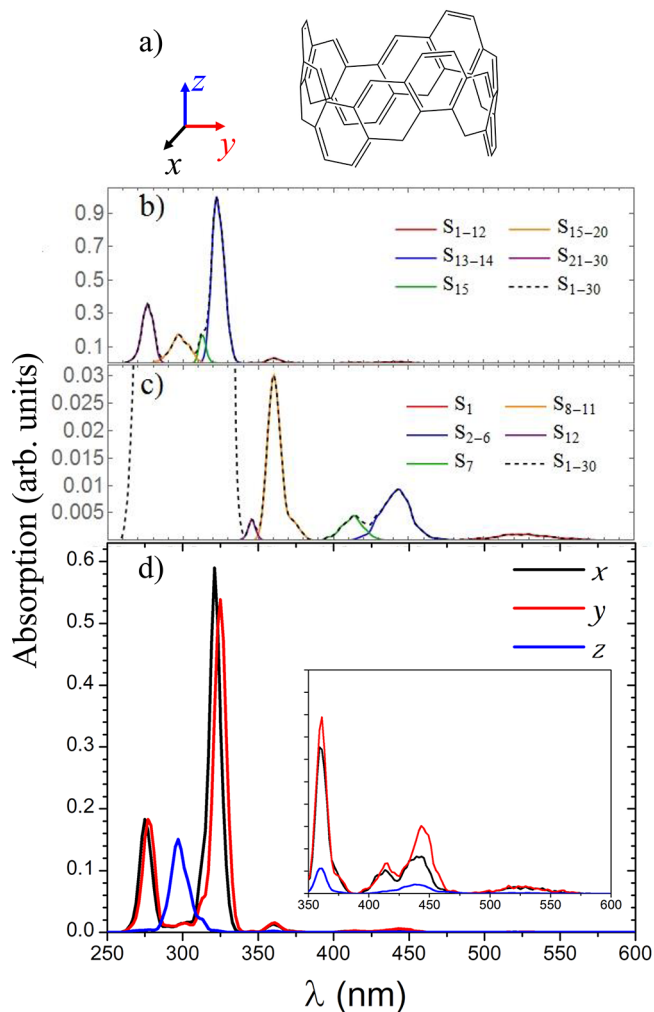 a)
z
y
x
b)
0.9
0.7
0.5
0.3
0.1
S1-12 S15-20
S13-14 S21-30
S15 S1-30
c)
0.03
0.025
0.02
0.015
0.01
0.005
S1 S8-11
S2-6 S12
S7 S1-30
Absorption (arb. units)
d)
0.6
0.5
0.4
0.3
0.2
0.1
0.0
x
y
z
350 400 450 500 550 600
250 300 350 400 450 500 550 600
λ (nm)